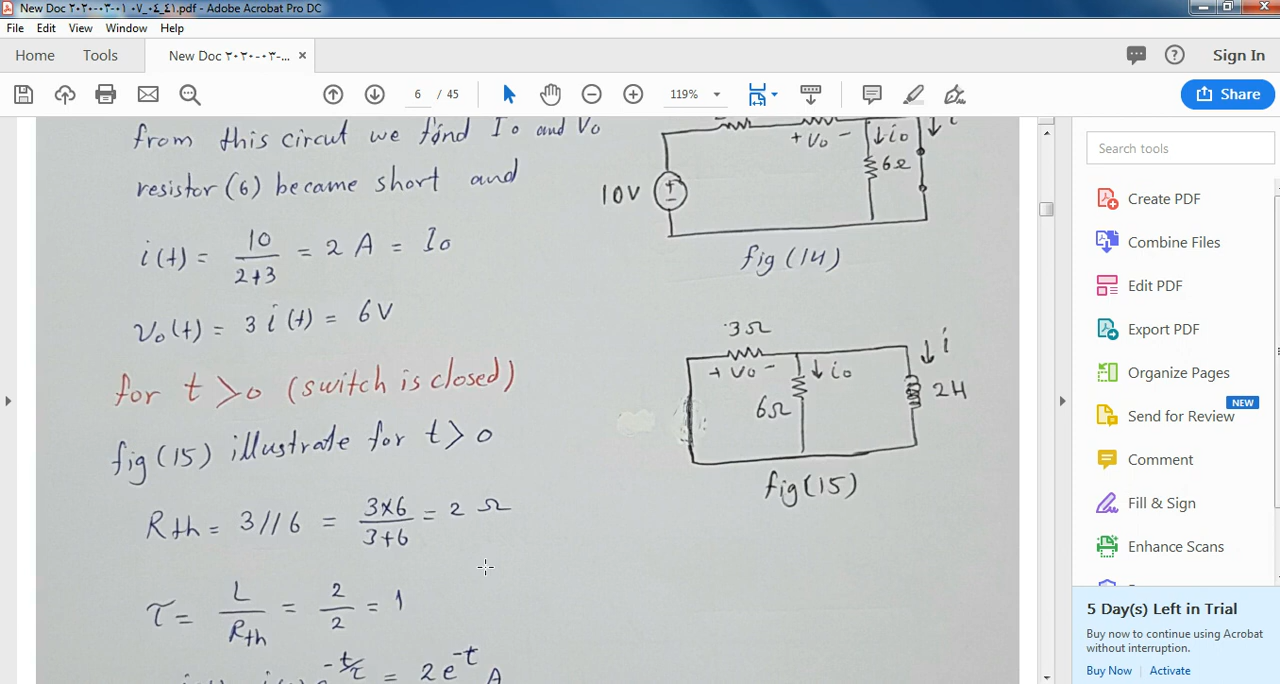 New Doc ٢٠٢٠-٠٣-٠١ ٠٧_٠٤_٤١.pdf - Adobe Acrobat Pro DC
File Edit View Window Help
Home Tools New Doc ٢٠٢٠-٠٣-... × Sign In
6 / 45 119% Share
from this circut we find Io and Vo
resistor (6) became short and
i(t) = 10/2+3 = 2 A = Io
Vo(t) = 3 i(t) = 6V
for t > 0 (switch is closed)
fig(15) illustrate for t > 0
Rth = 3//6 = 3×6/3+6 = 2 Ω
τ = L/Rth = 2/2 = 1
e^-t/τ = 2e^-t A
+ Vo -
io
i
6Ω
10V
+
-
fig(14)
3Ω
i
+ Vo -
io
6Ω
2H
fig(15)
Search tools
Create PDF
Combine Files
Edit PDF
Export PDF
Organize Pages
NEW
Send for Review
Comment
Fill & Sign
Enhance Scans
5 Day(s) Left in Trial
Buy now to continue using Acrobat
without interruption.
Buy Now | Activate